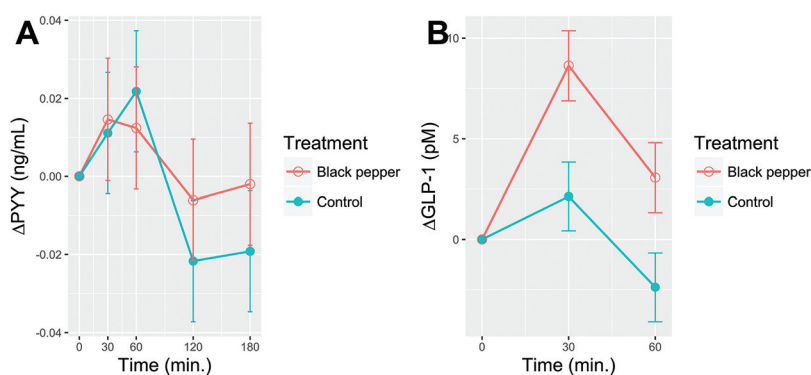 A
ΔPYY (ng/mL)
0.04
0.02
0.00
-0.02
-0.04
0 30 60 120 180
Time (min.)
Treatment
Black pepper
Control
B
ΔGLP-1 (pM)
10
5
0
0 30 60
Time (min.)
Treatment
Black pepper
Control